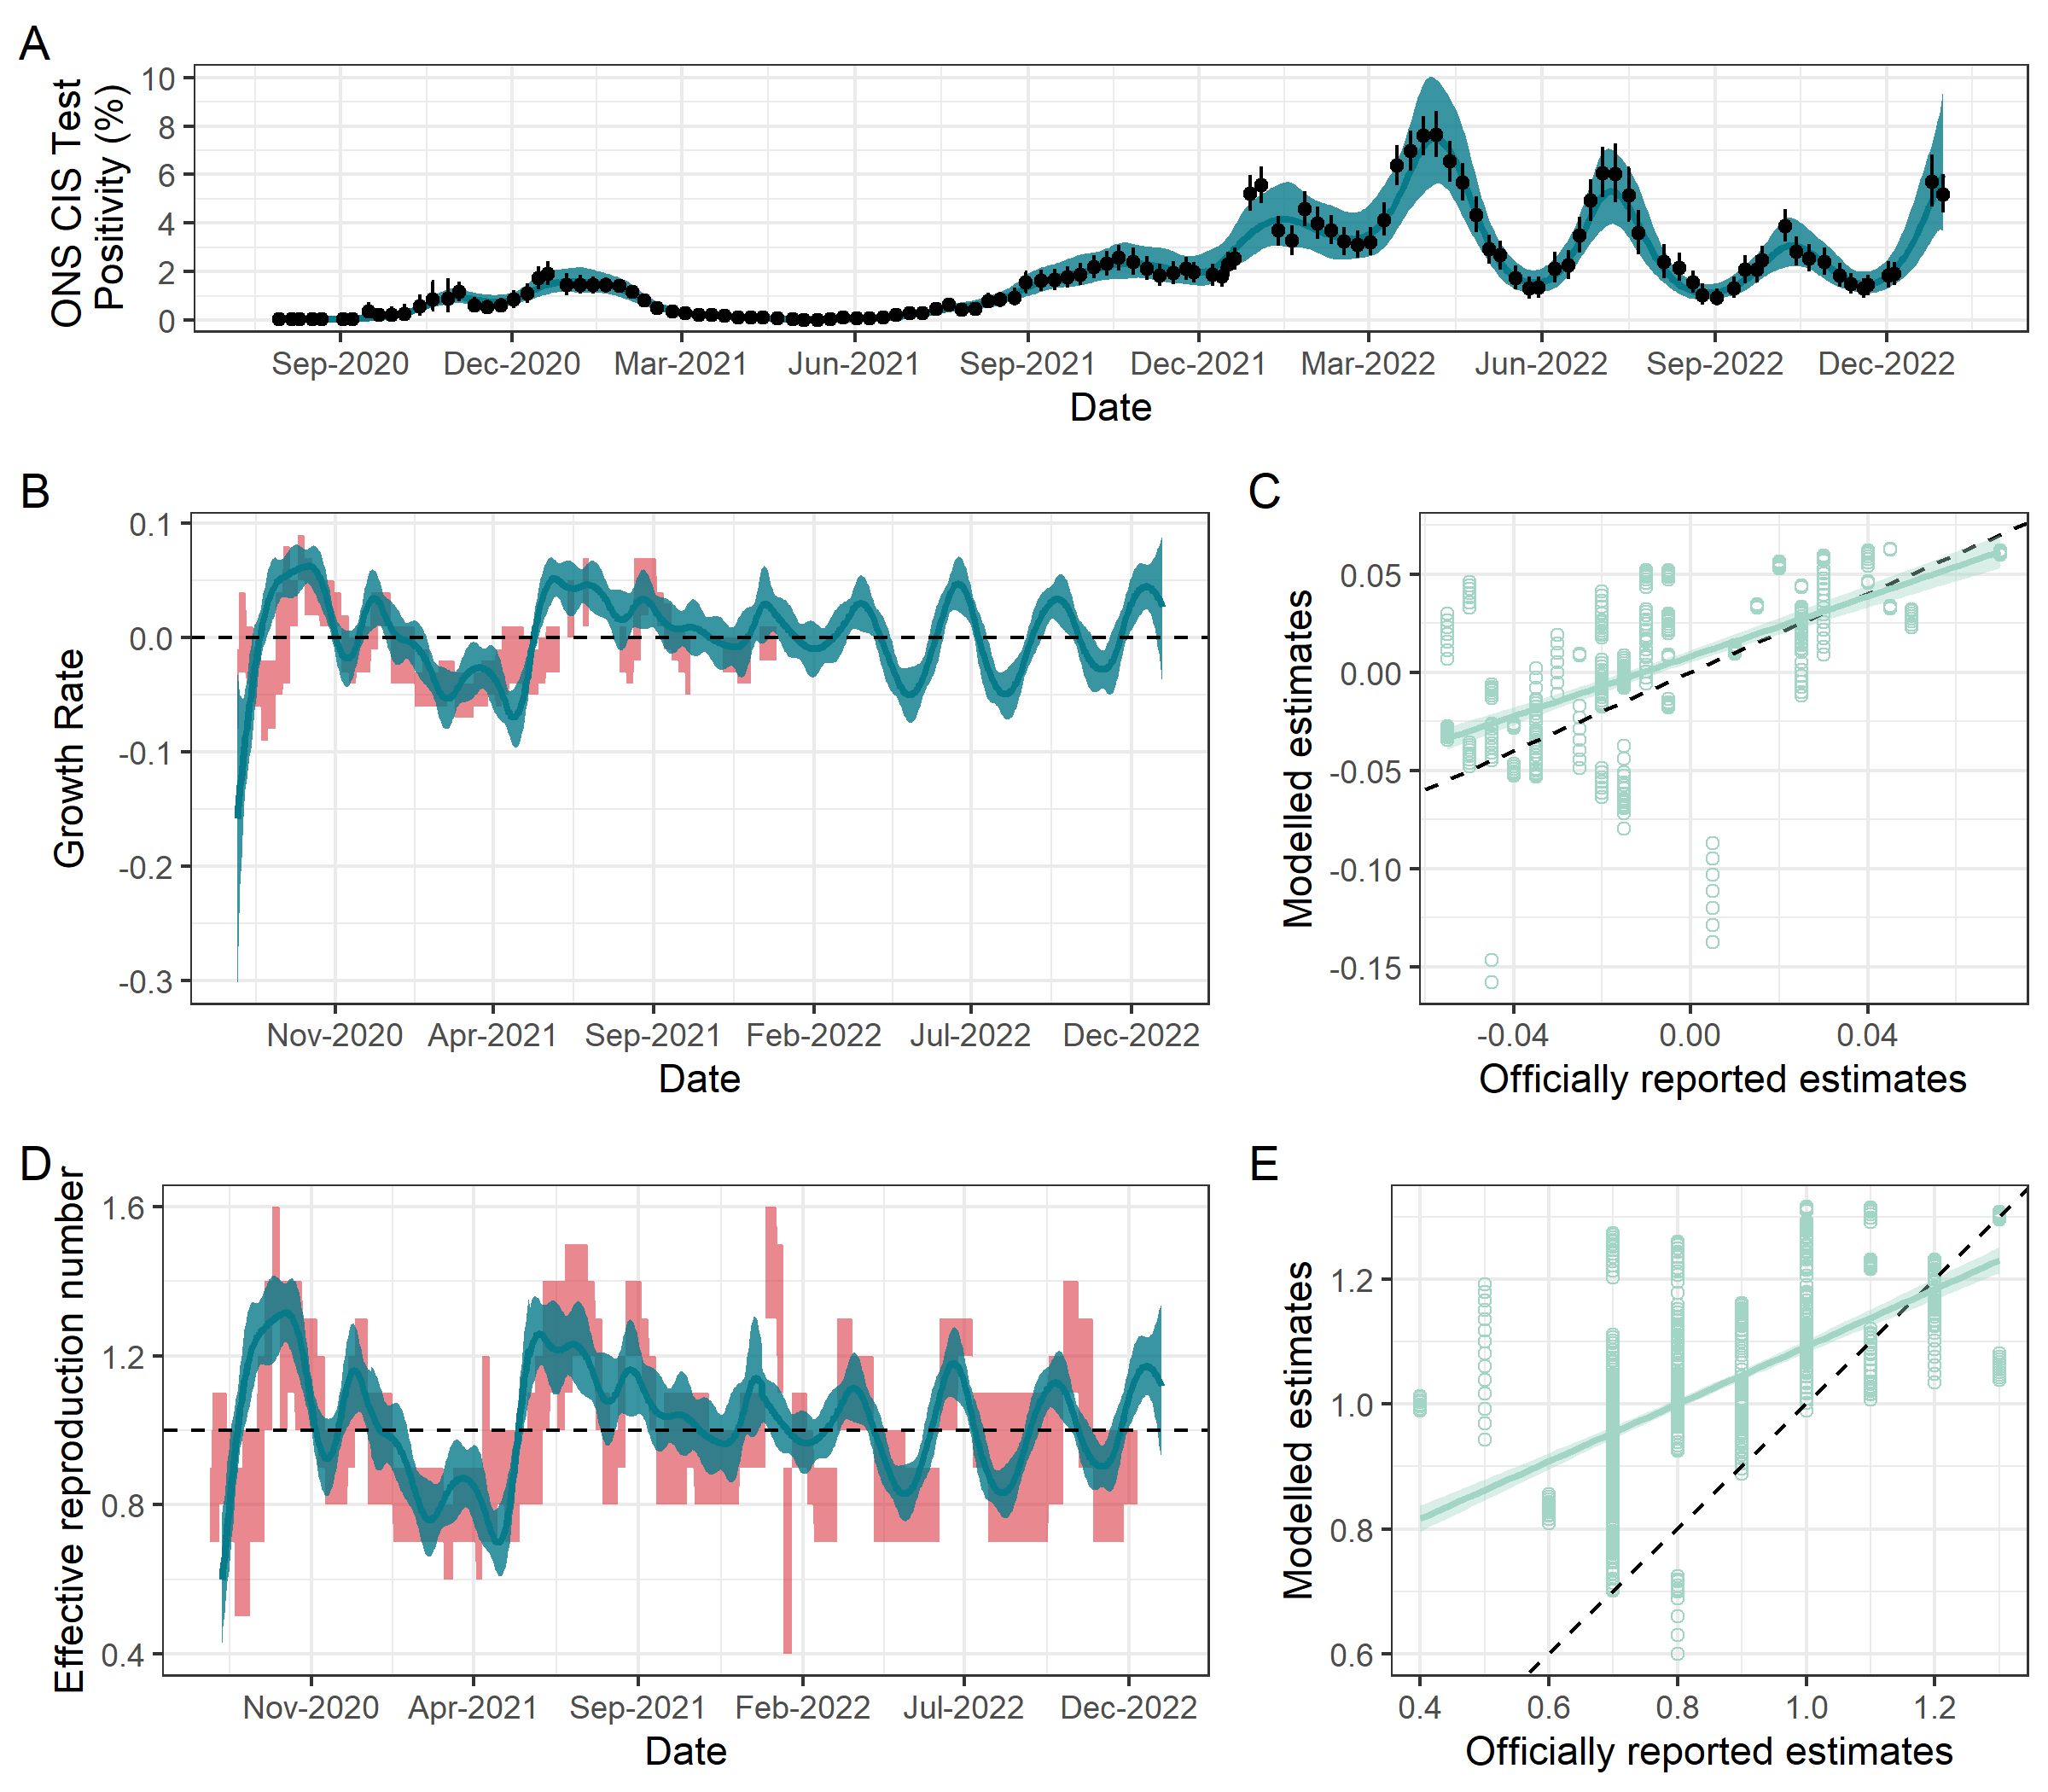 A
ONS CIS Test
Positivity (%)
10
8
6
4
2
0
Sep-2020 Dec-2020 Mar-2021 Jun-2021 Sep-2021 Dec-2021 Mar-2022 Jun-2022 Sep-2022 Dec-2022
Date
B
Growth Rate
0.1
0.0
-0.1
-0.2
-0.3
Nov-2020 Apr-2021 Sep-2021 Feb-2022 Jul-2022 Dec-2022
Date
C
Modelled estimates
0.05
0.00
-0.05
-0.10
-0.15
-0.04 0.00 0.04
Officially reported estimates
D
Effective reproduction number
1.6
1.2
0.8
0.4
Nov-2020 Apr-2021 Sep-2021 Feb-2022 Jul-2022 Dec-2022
Date
E
Modelled estimates
1.2
1.0
0.8
0.6
0.4 0.6 0.8 1.0 1.2
Officially reported estimates